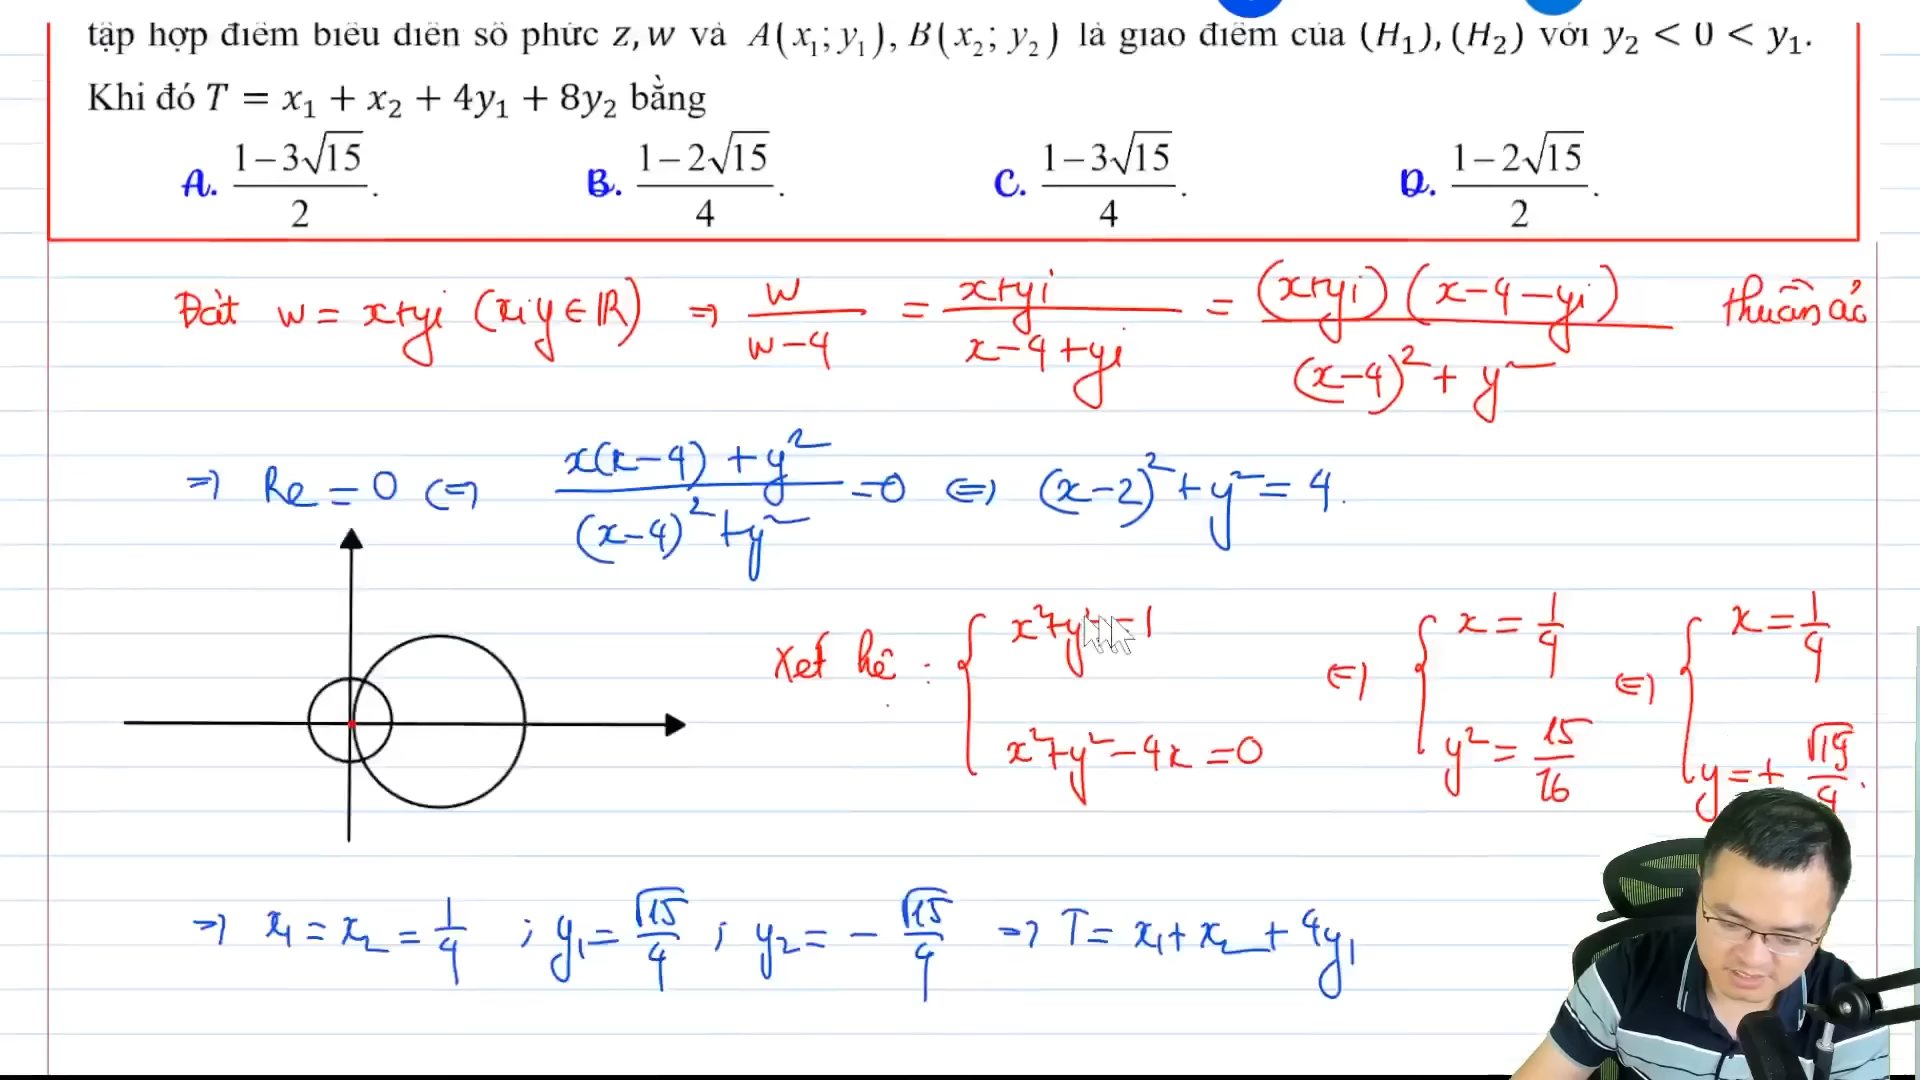 tập hợp điểm biểu diễn số phức z, w và A(x₁; y₁), B(x₂; y₂) là giao điểm của (H₁), (H₂) với y₂ < 0 < y₁.
Khi đó T = x₁ + x₂ + 4y₁ + 8y₂ bằng
A. (1−3√15)/2. B. (1−2√15)/4. C. (1−3√15)/4. D. (1−2√15)/2.
Đặt w = x+yi (x;y ∈ ℝ) ⇒ w/(w−4) = (x+yi)/(x−4+yi) = (x+yi)(x−4−yi)/((x−4)²+y²) thuần ảo
⇒ Re = 0 ⇔ (x(x−4)+y²)/((x−4)²+y²) = 0 ⇔ (x−2)²+y² = 4.
Xét hệ: { x²+y² = 1 ; x²+y²−4x = 0 ⇔ { x = 1/4 ; y² = 15/16 ⇔ { x = 1/4 ; y = ± √15/4.
⇒ x₁ = x₂ = 1/4 ; y₁ = √15/4 ; y₂ = − √15/4 ⇒ T = x₁+x₂+4y₁